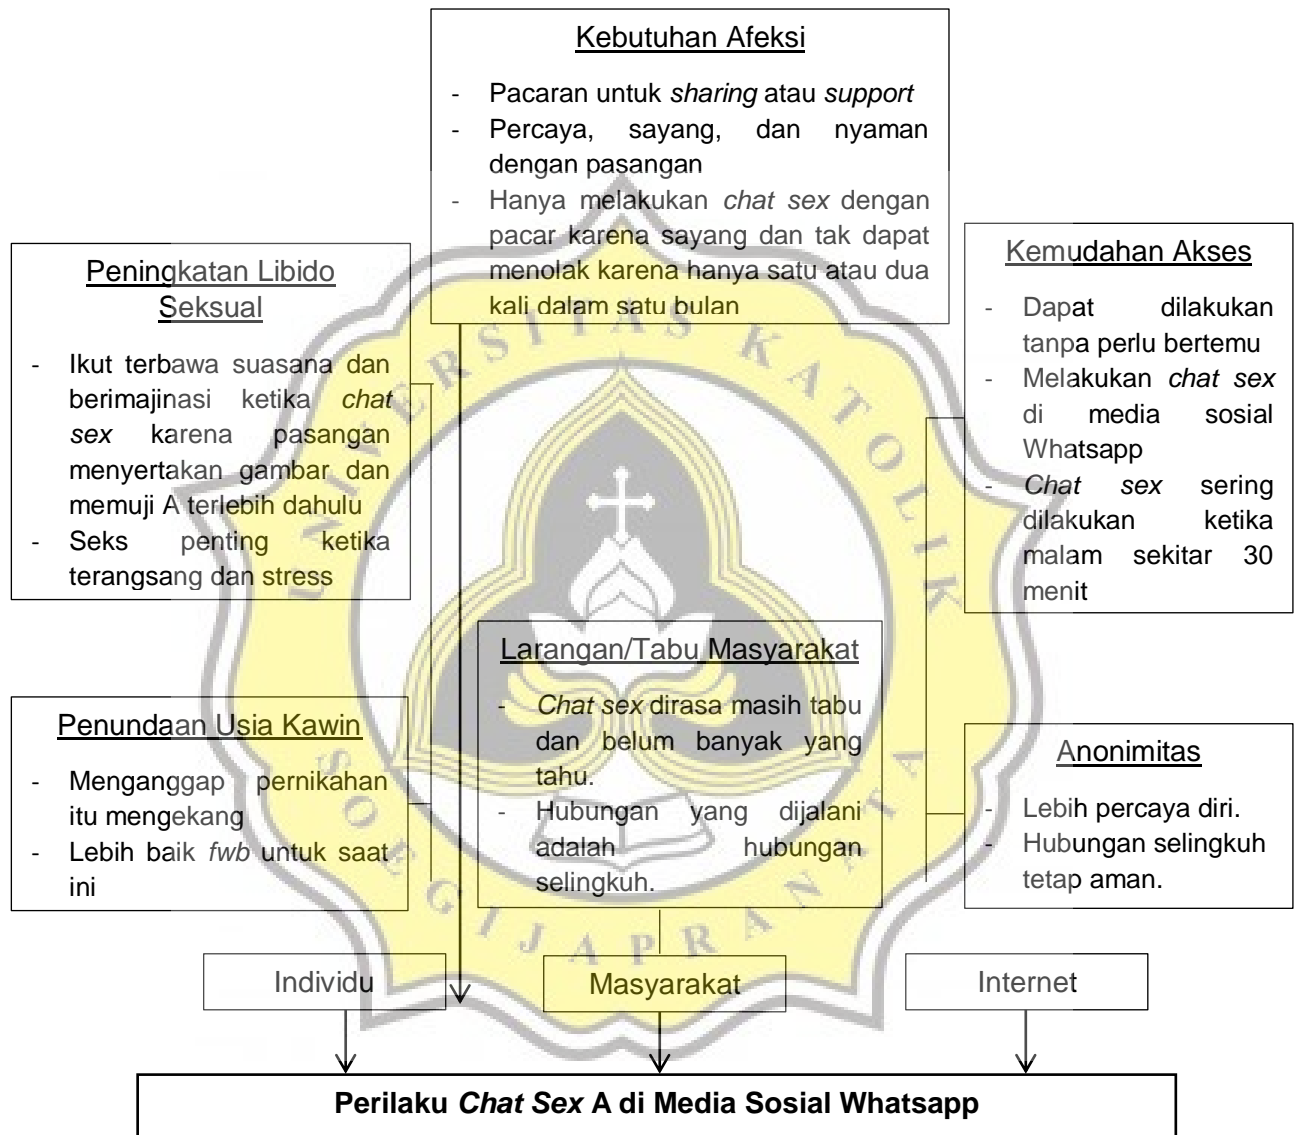 Kebutuhan Afeksi
- Pacaran untuk sharing atau support
- Percaya, sayang, dan nyaman
dengan pasangan
- Hanya melakukan chat sex dengan
pacar karena sayang dan tak dapat
menolak karena hanya satu atau dua
kali dalam satu bulan
Peningkatan Libido
Seksual
- Ikut terbawa suasana dan
berimajinasi ketika chat
sex karena pasangan
menyertakan gambar dan
memuji A terlebih dahulu
- Seks penting ketika
terangsang dan stress
Kemudahan Akses
- Dapat dilakukan
tanpa perlu bertemu
- Melakukan chat sex
di media sosial
Whatsapp
- Chat sex sering
dilakukan ketika
malam sekitar 30
menit
Larangan/Tabu Masyarakat
- Chat sex dirasa masih tabu
dan belum banyak yang
tahu.
- Hubungan yang dijalani
adalah hubungan
selingkuh.
Penundaan Usia Kawin
- Menganggap pernikahan
itu mengekang
- Lebih baik fwb untuk saat
ini
Anonimitas
- Lebih percaya diri.
- Hubungan selingkuh
tetap aman.
Individu
Masyarakat
Internet
Perilaku Chat Sex A di Media Sosial Whatsapp
UNIVERSITAS KATOLIK
SOEGIJAPRANATA